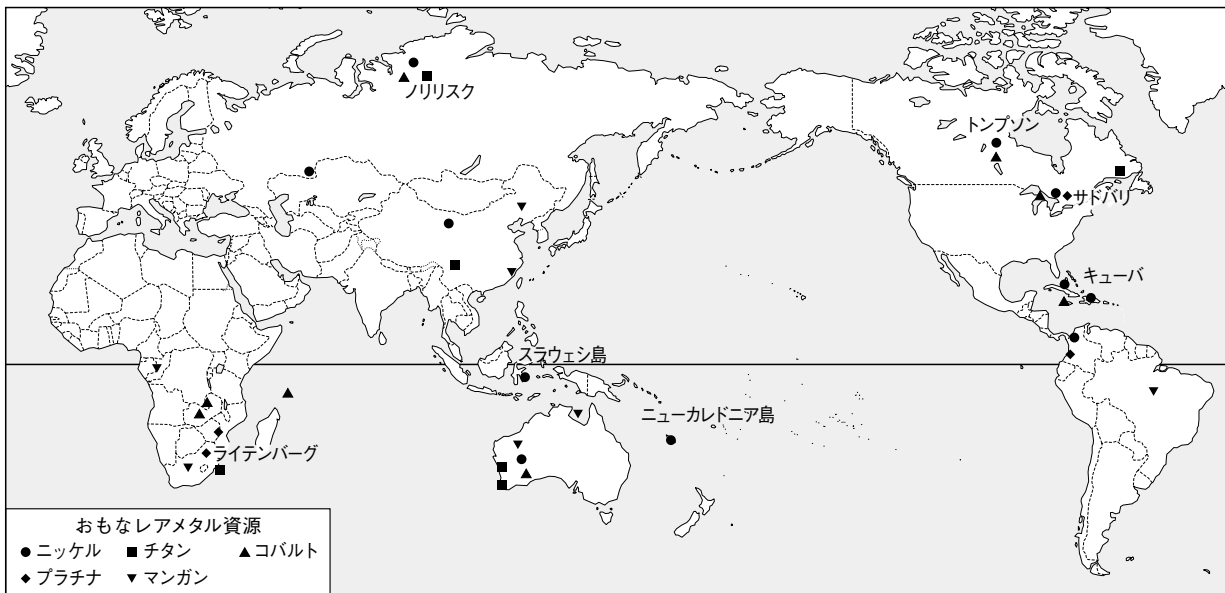 ノリリスク
トンプソン
サドバリ
キューバ
スラウェシ島
ニューカレドニア島
ライテンバーグ
おもなレアメタル資源
●ニッケル ■チタン ▲コバルト
◆プラチナ ▼マンガン